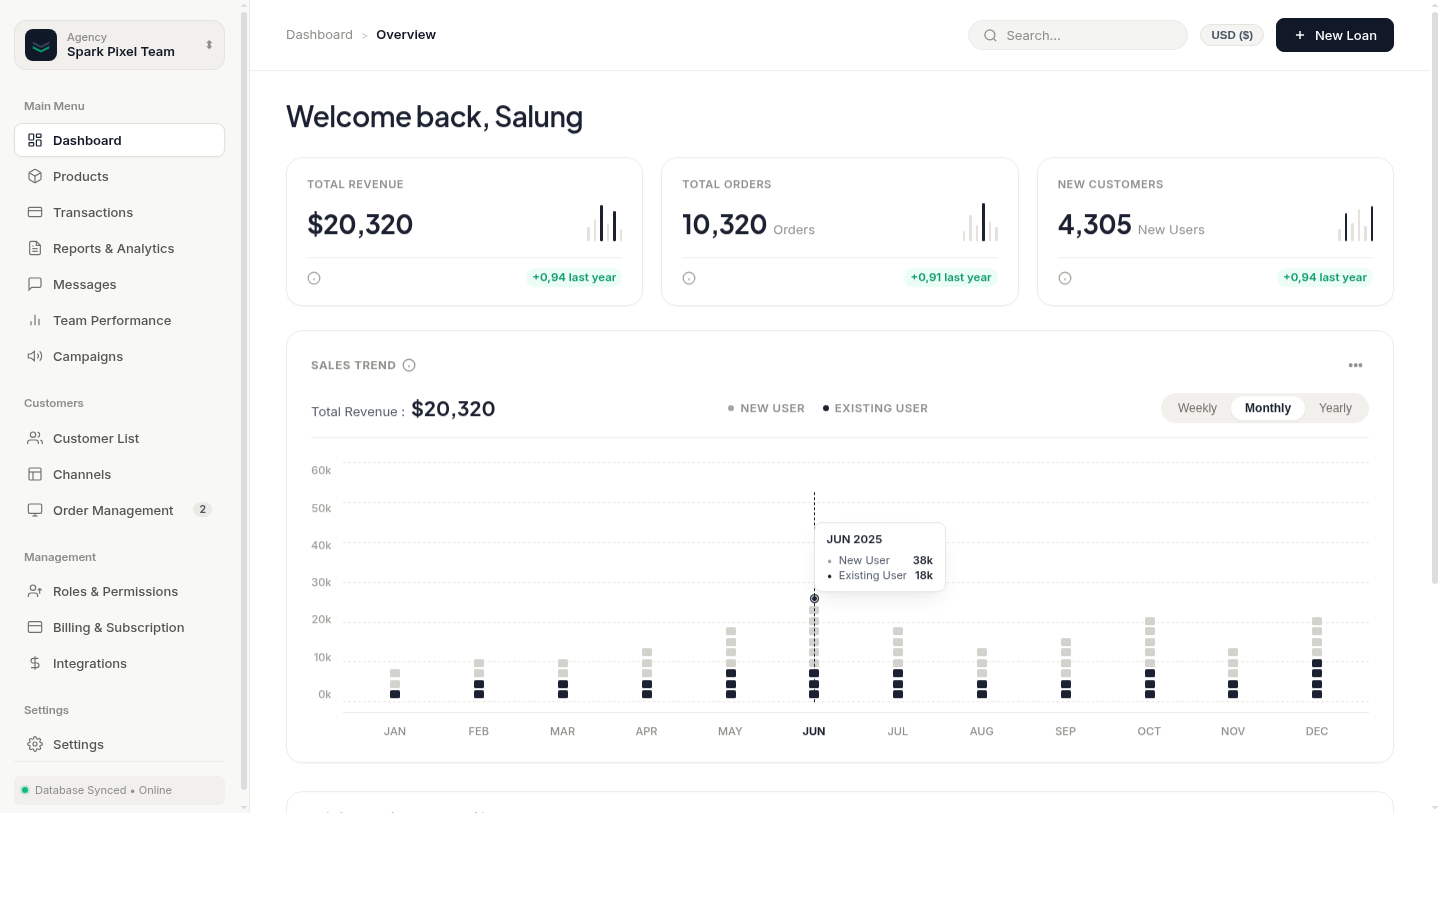 Agency
Spark Pixel Team
Main Menu
Dashboard
Products
Transactions
Reports & Analytics
Messages
Team Performance
Campaigns
Customers
Customer List
Channels
Order Management 2
Management
Roles & Permissions
Billing & Subscription
Integrations
Settings
Settings
Database Synced • Online
Dashboard > Overview
Search...
USD ($)
+ New Loan
Welcome back, Salung
TOTAL REVENUE
$20,320
+0,94 last year
TOTAL ORDERS
10,320 Orders
+0,91 last year
NEW CUSTOMERS
4,305 New Users
+0,94 last year
SALES TREND
•••
Total Revenue : $20,320
NEW USER
EXISTING USER
Weekly
Monthly
Yearly
60k
50k
40k
30k
20k
10k
0k
JUN 2025
• New User 38k
• Existing User 18k
JAN
FEB
MAR
APR
MAY
JUN
JUL
AUG
SEP
OCT
NOV
DEC